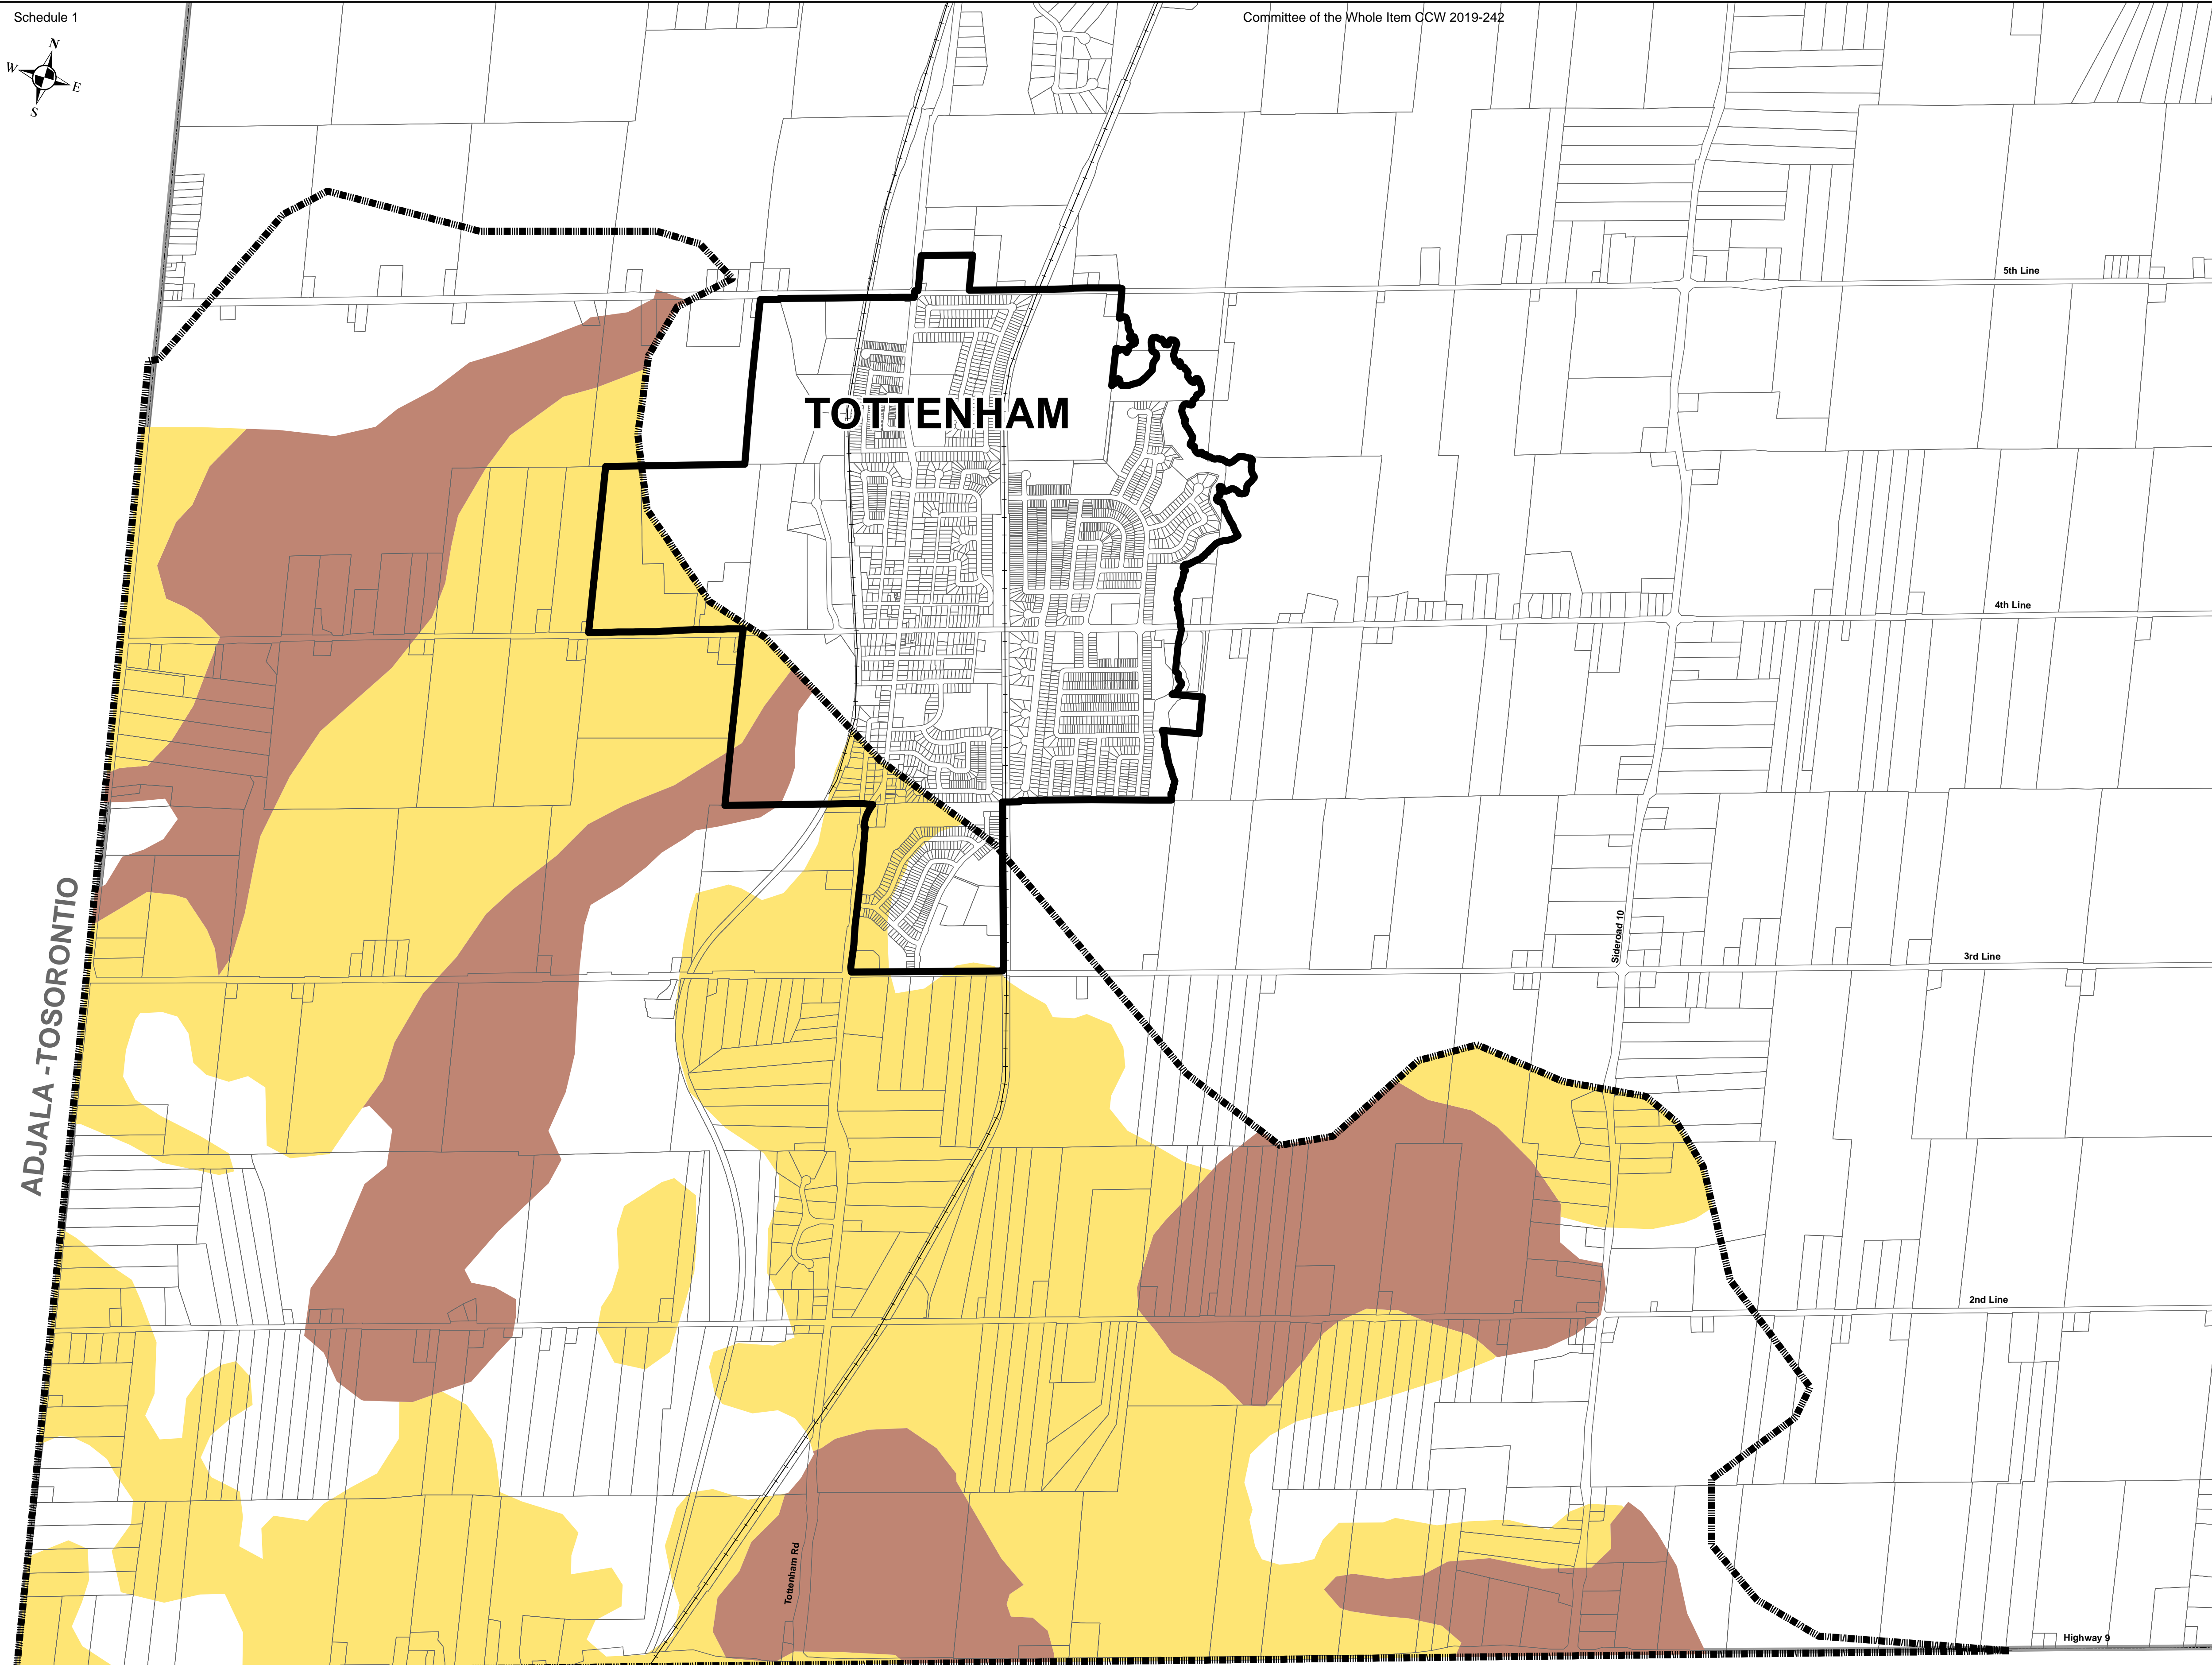 Schedule 1
Committee of the Whole Item CCW 2019-242
N
W
E
S
5th Line
TOTTENHAM
4th Line
ADJALA -TOSORONTIO
Sideroad 10
3rd Line
2nd Line
Tottenham Rd
Highway 9